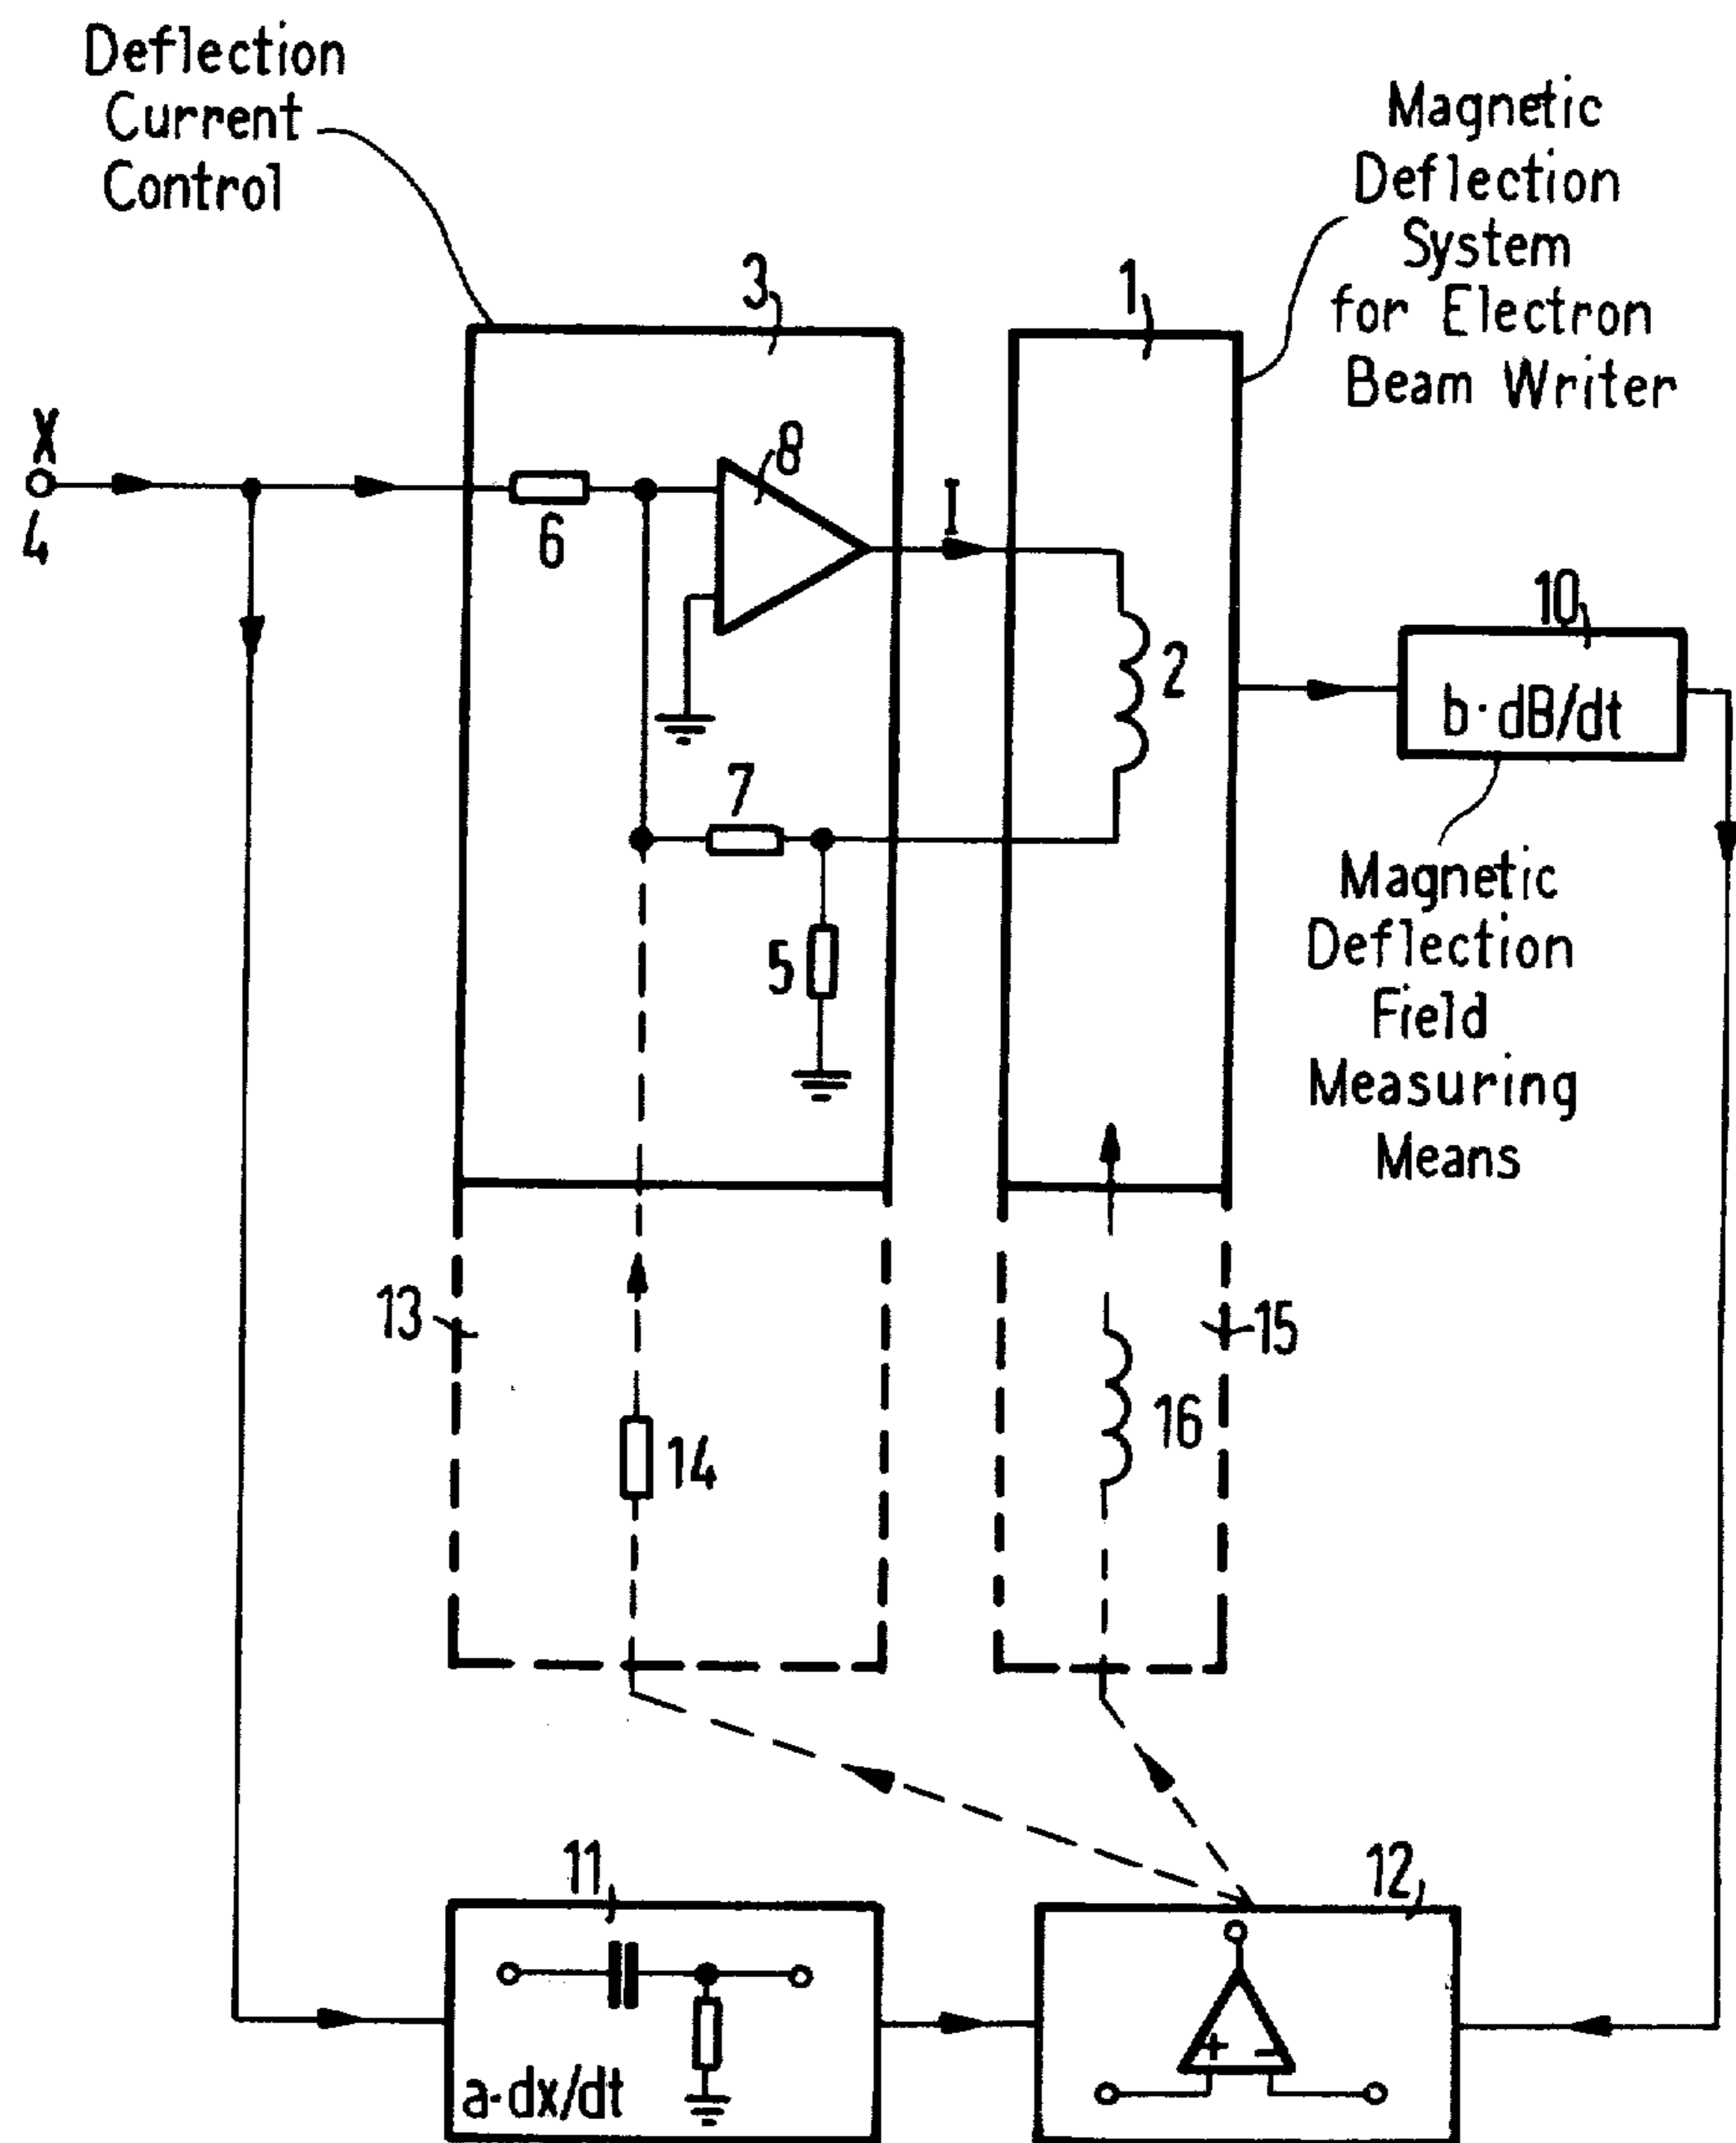 Deflection
Current
Control
Magnetic
Deflection
System
for Electron
Beam Writer
3
1
X
4
6
8
I
2
10
b·dB/dt
7
5
Magnetic
Deflection
Field
Measuring
Means
13
15
14
16
11
12
a·dx/dt
+ -